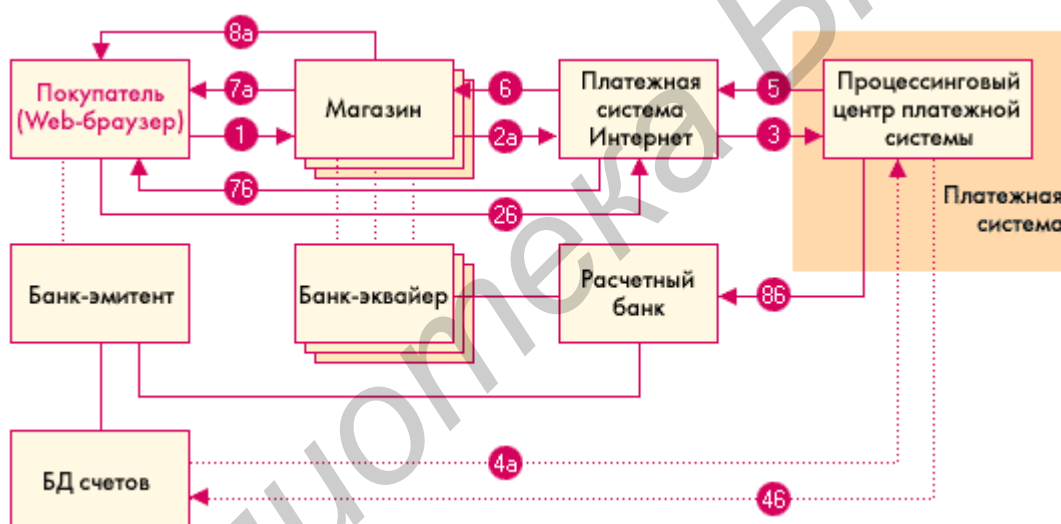 8а
Покупатель
(Web-браузер)
7а
1
Магазин
6
2а
Платежная
система
Интернет
5
3
Процессинговый
центр платежной
системы
7б
2б
Платежная
система
Банк-эмитент
Банк-эквайер
Расчетный
банк
8б
БД счетов
4а
4б